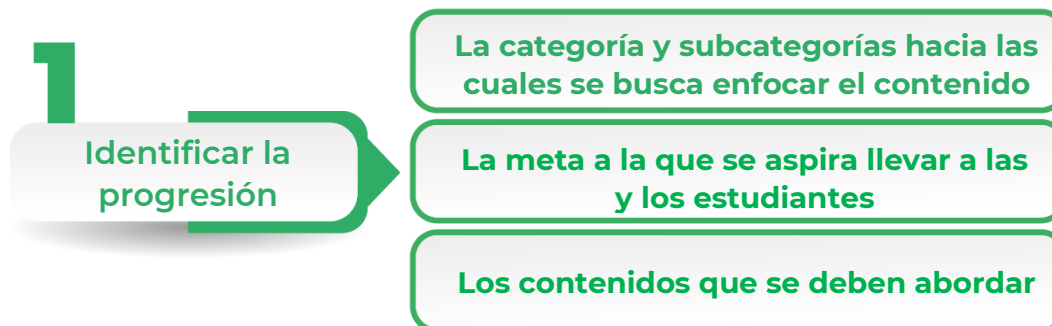 1
Identificar la
progresión
La categoría y subcategorías hacia las
cuales se busca enfocar el contenido
La meta a la que se aspira llevar a las
y los estudiantes
Los contenidos que se deben abordar